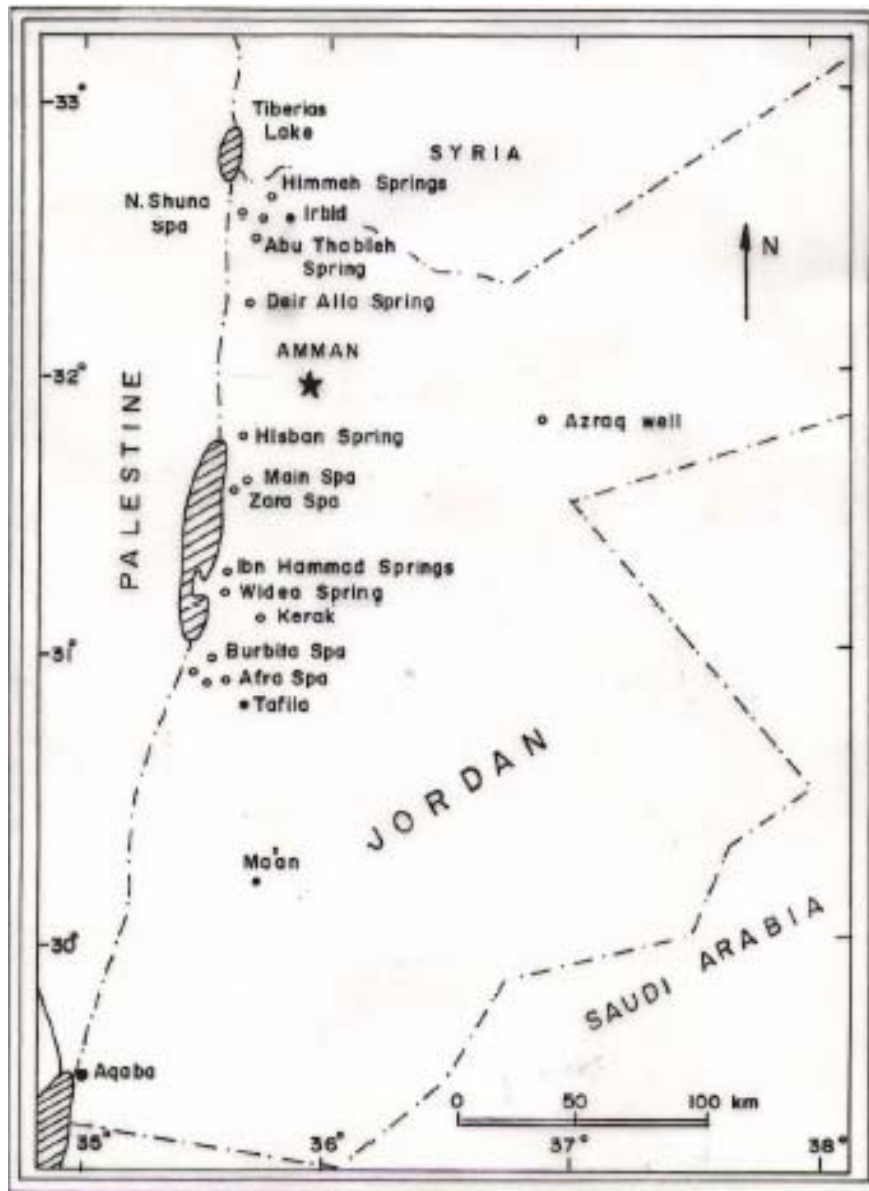 33°
Tiberias
Lake
SYRIA
Himmeh Springs
N. Shuna
Spa
Irbid
Abu Thableh
Spring
N
Deir Alla Spring
AMMAN
32°
PALESTINE
Azraq well
Hisban Spring
Main Spa
Zara Spa
Ibn Hammad Springs
Widea Spring
Kerak
31°
Burbita Spa
Afra Spa
Tafila
JORDAN
Ma'an
30°
SAUDI ARABIA
Aqaba
0 50 100 km
35° 36° 37° 38°